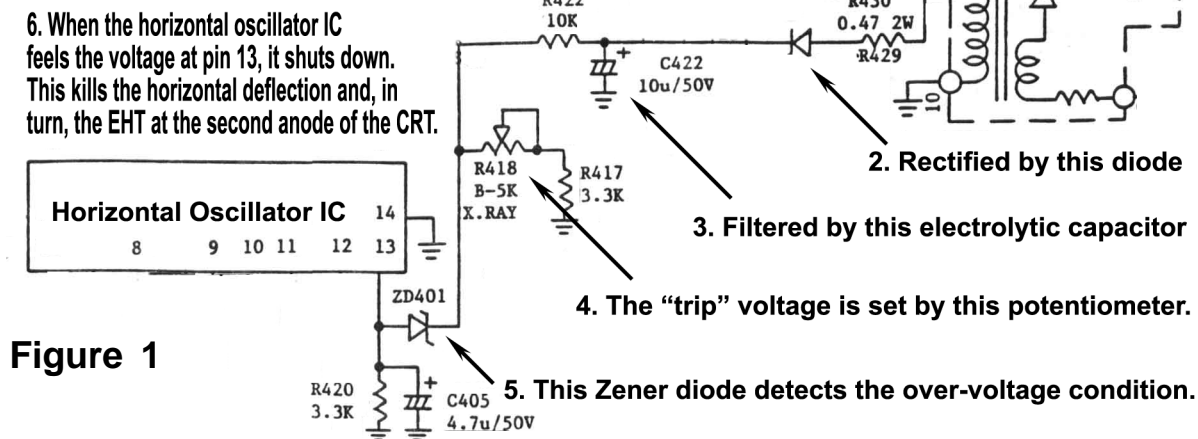 R422
10K
R430
0.47 2W
R429
C422
10u/50V
10
6. When the horizontal oscillator IC
feels the voltage at pin 13, it shuts down.
This kills the horizontal deflection and, in
turn, the EHT at the second anode of the CRT.
2. Rectified by this diode
R418
B-5K
X.RAY
R417
3.3K
Horizontal Oscillator IC 14
8 9 10 11 12 13
3. Filtered by this electrolytic capacitor
ZD401
4. The “trip” voltage is set by this potentiometer.
Figure 1
R420
3.3K
C405
4.7u/50V
5. This Zener diode detects the over-voltage condition.